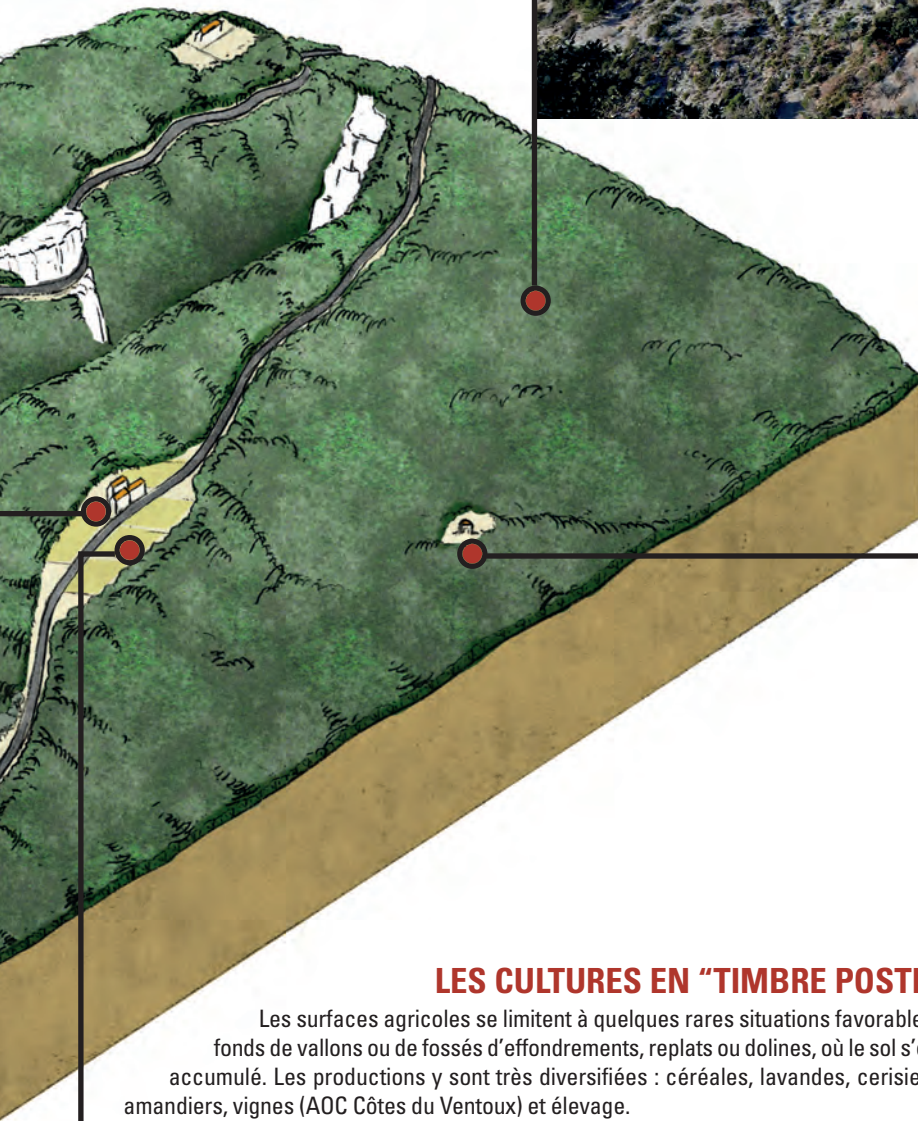 LES CULTURES EN “TIMBRE POST
Les surfaces agricoles se limitent à quelques rares situations favorable
fonds de vallons ou de fossés d’effondrements, replats ou dolines, où le sol s’
accumulé. Les productions y sont très diversifiées : céréales, lavandes, cerisie
amandiers, vignes (AOC Côtes du Ventoux) et élevage.